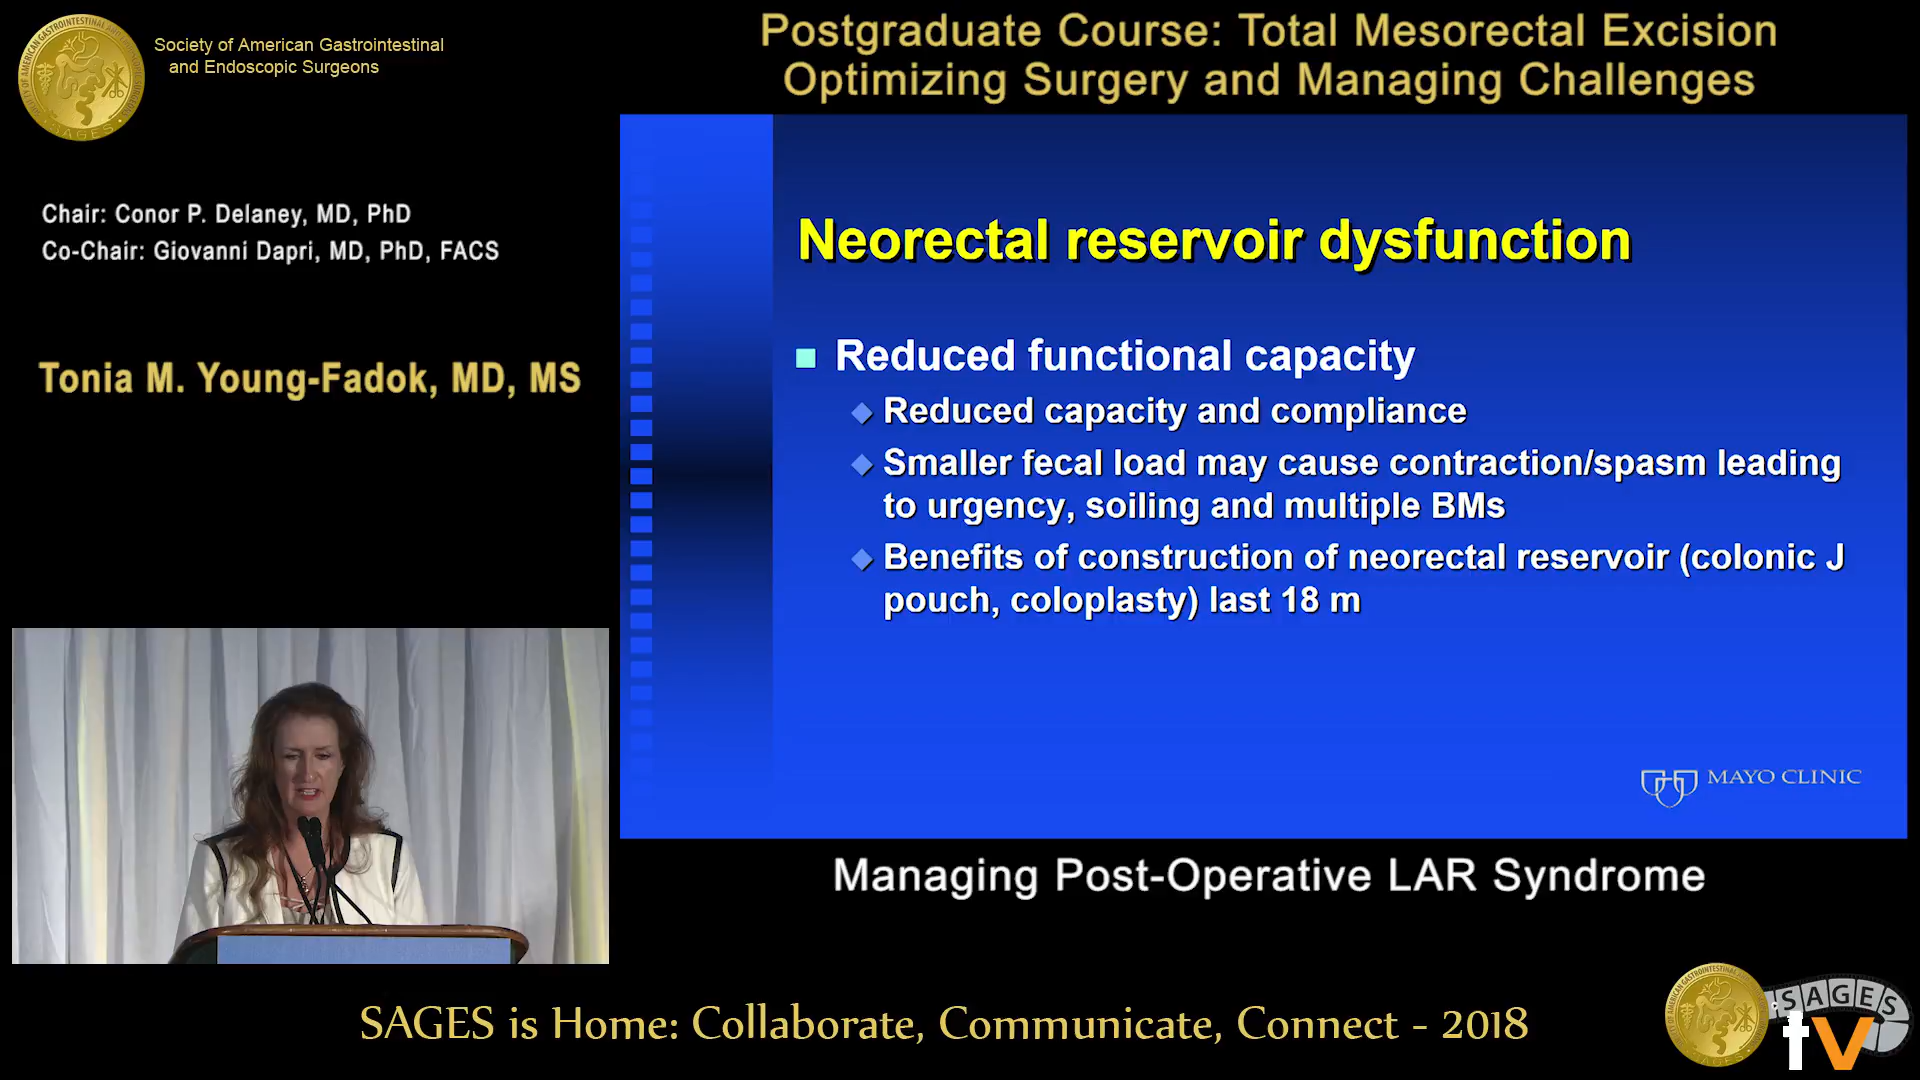 Society of American Gastrointestinal
and Endoscopic Surgeons
Postgraduate Course: Total Mesorectal Excision
Optimizing Surgery and Managing Challenges
Chair: Conor P. Delaney, MD, PhD
Co-Chair: Giovanni Dapri, MD, PhD, FACS
Tonia M. Young-Fadok, MD, MS
Neorectal reservoir dysfunction
Reduced functional capacity
Reduced capacity and compliance
Smaller fecal load may cause contraction/spasm leading
to urgency, soiling and multiple BMs
Benefits of construction of neorectal reservoir (colonic J
pouch, coloplasty) last 18 m
MAYO CLINIC
Managing Post-Operative LAR Syndrome
SAGES is Home: Collaborate, Communicate, Connect - 2018
SAGES
tv